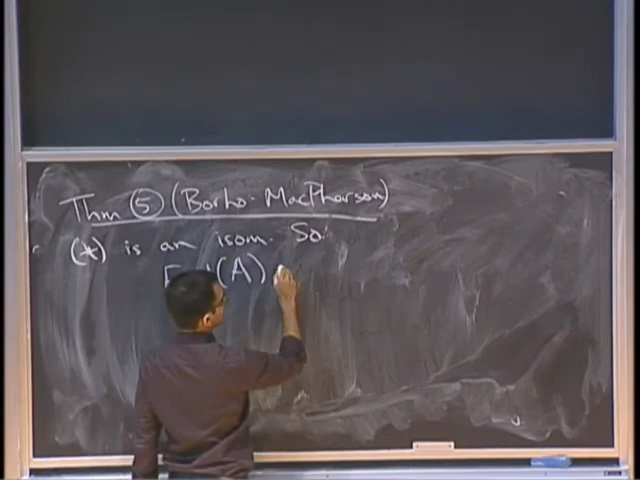 Thm ⑤ (Borho-MacPherson)
(*) is an isom. So:
(A)